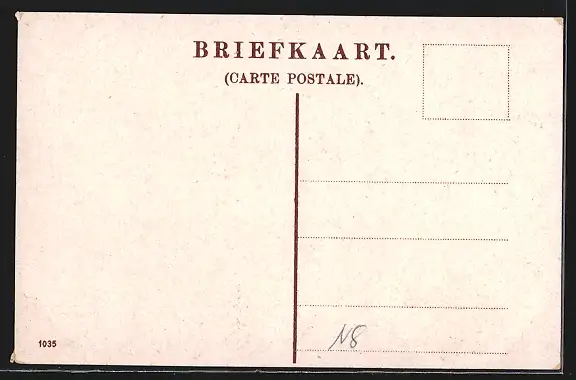 BRIEFKAART.
(CARTE POSTALE).
1035
N8